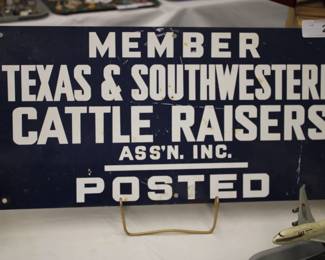 MEMBER
TEXAS & SOUTHWESTERN
CATTLE RAISERS
ASS'N. INC.
POSTED